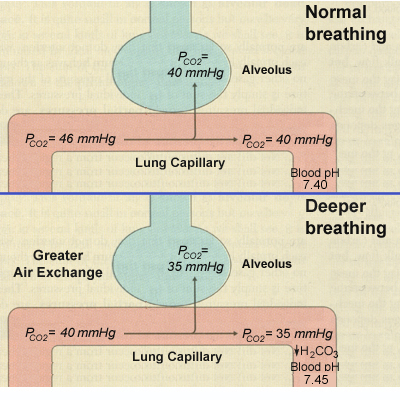 Normal
breathing
PCO2=
40 mmHg
Alveolus
PCO2= 46 mmHg
PCO2= 40 mmHg
Lung Capillary
Blood pH
7.40
Deeper
breathing
Greater
Air Exchange
PCO2=
35 mmHg
Alveolus
PCO2= 40 mmHg
PCO2= 35 mmHg
Lung Capillary
↓H2CO3
Blood pH
7.45